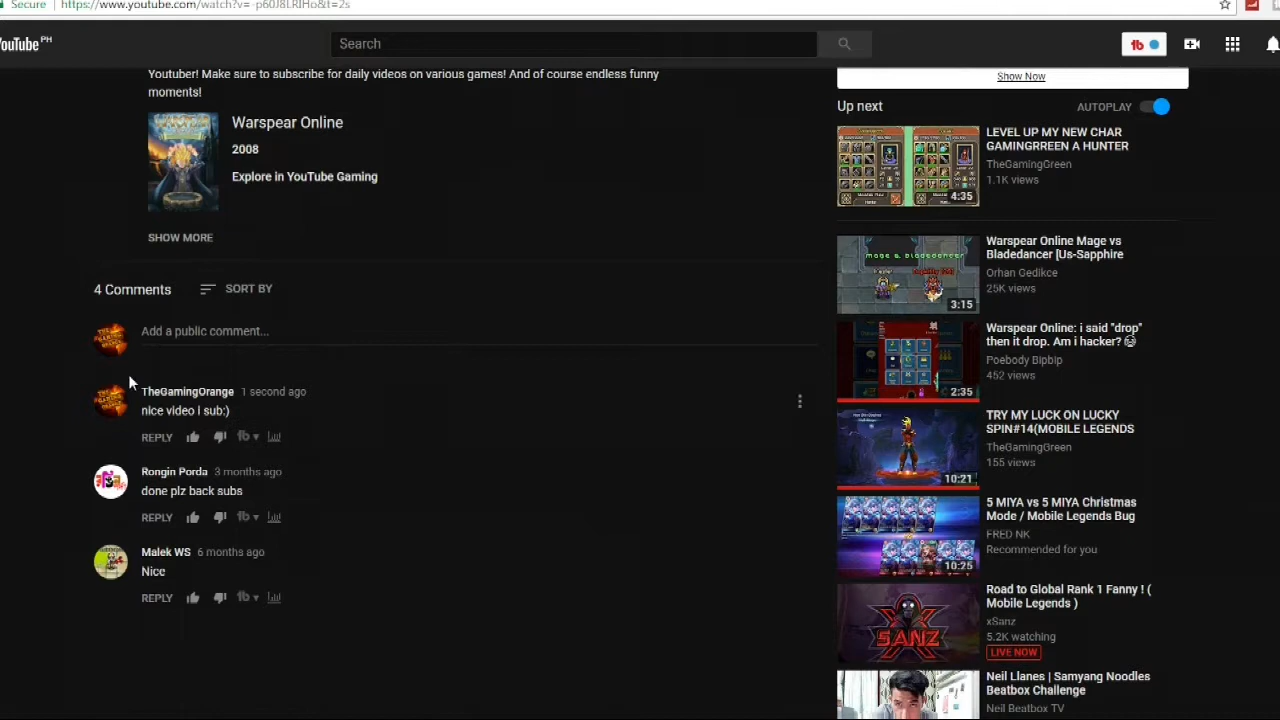 Secure https://www.youtube.com/watch?v=-p60J8LRIHo&t=2s
YouTube PH
Search
Youtuber! Make sure to subscribe for daily videos on various games! And of course endless funny
moments!
Warspear Online
2008
Explore in YouTube Gaming
SHOW MORE
4 Comments
SORT BY
Add a public comment...
TheGamingOrange 1 second ago
nice video i sub:)
REPLY
Rongin Porda 3 months ago
done plz back subs
REPLY
Malek WS 6 months ago
Nice
REPLY
Show Now
Up next
AUTOPLAY
LEVEL UP MY NEW CHAR
GAMINGRREEN A HUNTER
TheGamingGreen
1.1K views
4:35
Warspear Online Mage vs
Bladedancer [Us-Sapphire
Orhan Gedikce
25K views
3:15
Warspear Online: i said "drop"
then it drop. Am i hacker?
Poebody Bipbip
452 views
2:35
TRY MY LUCK ON LUCKY
SPIN#14(MOBILE LEGENDS
TheGamingGreen
155 views
10:21
5 MIYA vs 5 MIYA Christmas
Mode / Mobile Legends Bug
FRED NK
Recommended for you
10:25
Road to Global Rank 1 Fanny ! (
Mobile Legends )
xSanz
5.2K watching
LIVE NOW
SANZ
Neil Llanes | Samyang Noodles
Beatbox Challenge
Neil Beatbox TV